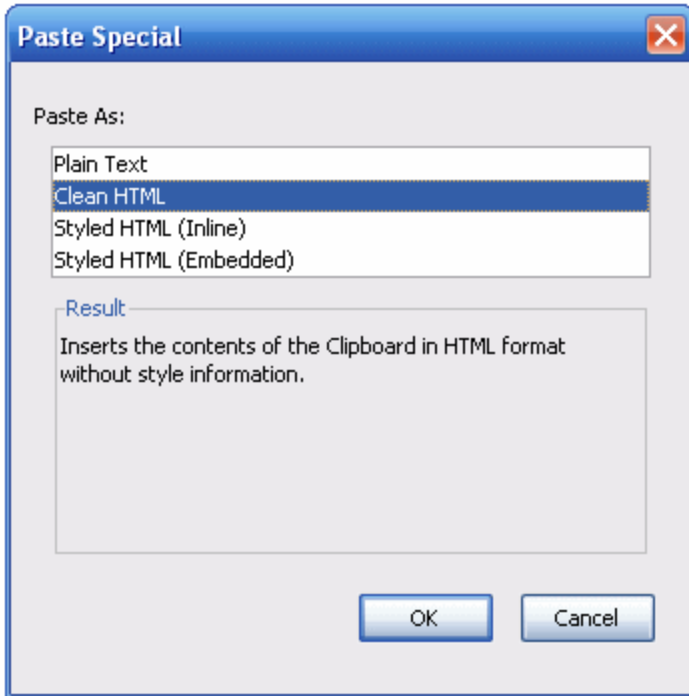 Paste Special
Paste As:
Plain Text
Clean HTML
Styled HTML (Inline)
Styled HTML (Embedded)
Result
Inserts the contents of the Clipboard in HTML format
without style information.
OK
Cancel